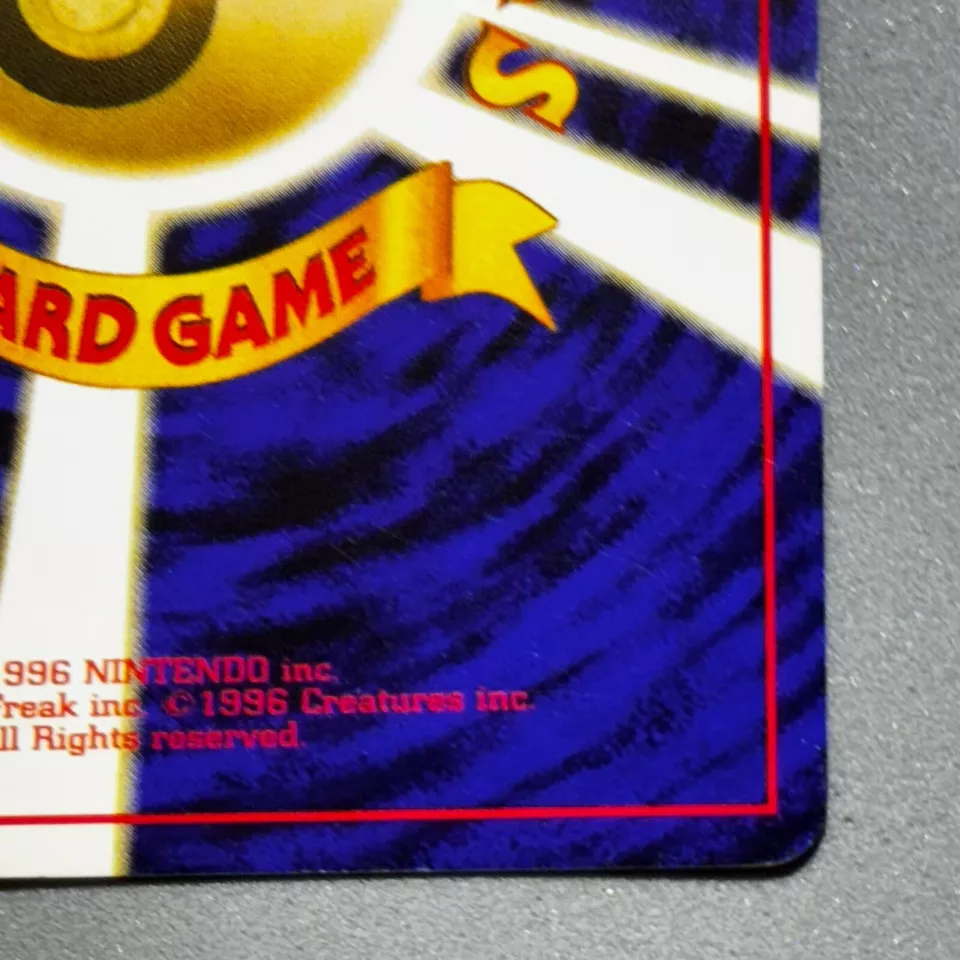 S
ARD GAME
996 NINTENDO inc.
Freak inc. ©1996 Creatures inc.
ll Rights reserved.